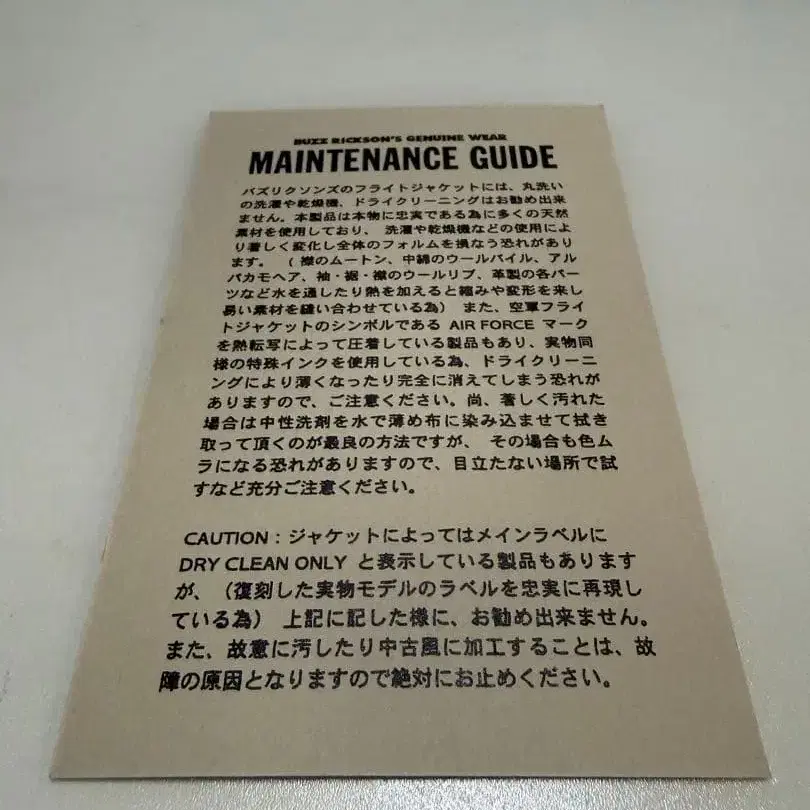 BUZZ RICKSON'S GENUINE WEAR
MAINTENANCE GUIDE
バズリクソンズのフライトジャケットには、丸洗い
の洗濯や乾燥機、ドライクリーニングはお勧め出来
ません。本製品は本物に忠実である為に多くの天然
素材を使用しており、 洗濯や乾燥機などの使用によ
り著しく変化し全体のフォルムを損なう恐れがあり
ます。 ( 襟のムートン、中綿のウールパイル、アル
パカモヘア、袖・裾・襟のウールリブ、革製の各パー
ツなど水を通したり熱を加えると縮みや変形を来し
易い素材を縫い合わせている為) また、空軍フライ
トジャケットのシンボルである AIR FORCE マーク
を熱転写によって圧着している製品もあり、実物同
様の特殊インクを使用している為、ドライクリーニ
ングにより薄くなったり完全に消えてしまう恐れが
ありますので、ご注意ください。尚、著しく汚れた
場合は中性洗剤を水で薄め布に染み込ませて拭き
取って頂くのが最良の方法ですが、 その場合も色ム
ラになる恐れがありますので、目立たない場所で試
すなど充分ご注意ください。
CAUTION : ジャケットによってはメインラベルに
DRY CLEAN ONLY と表示している製品もあります
が、(復刻した実物モデルのラベルを忠実に再現し
ている為) 上記に記した様に、お勧め出来ません。
また、故意に汚したり中古風に加工することは、故
障の原因となりますので絶対にお止めください。